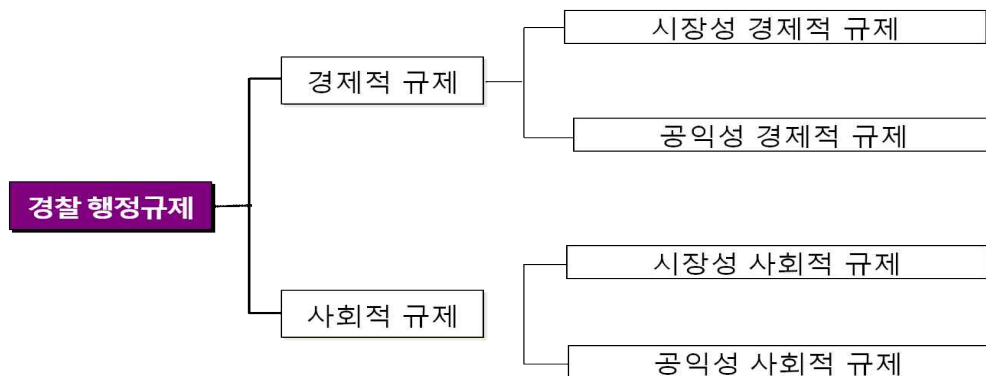 시장성 경제적 규제
경제적 규제
공익성 경제적 규제
경찰 행정규제
시장성 사회적 규제
사회적 규제
공익성 사회적 규제